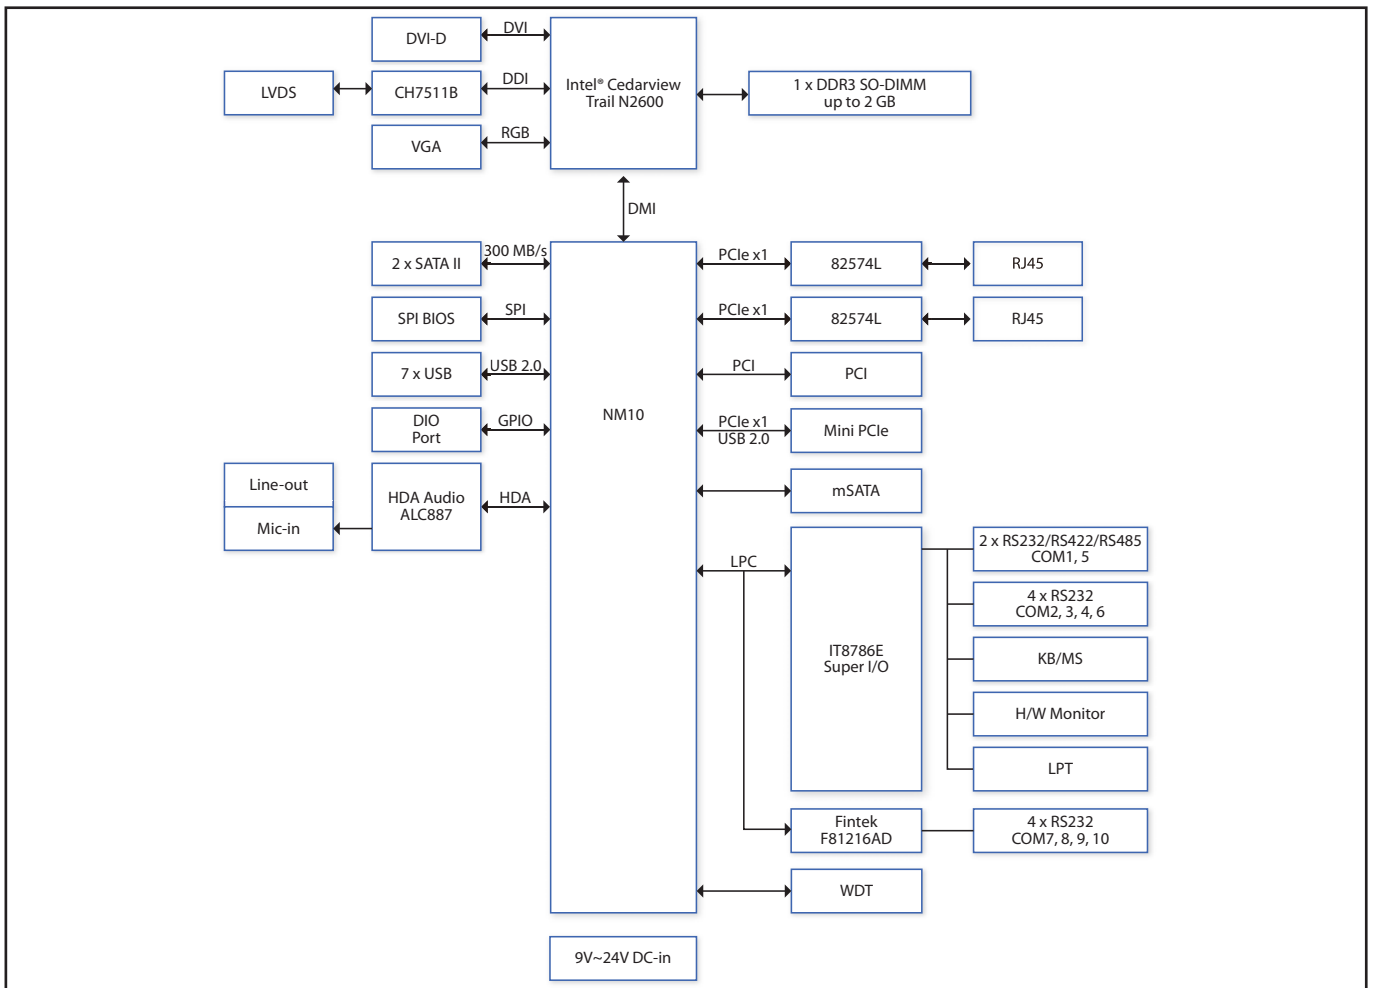 DVI-D
DVI
Intel® Cedarview
Trail N2600
LVDS
CH7511B
DDI
1 x DDR3 SO-DIMM
up to 2 GB
VGA
RGB
DMI
2 x SATA II
300 MB/s
NM10
PCIe x1
82574L
RJ45
SPI BIOS
SPI
PCIe x1
82574L
RJ45
7 x USB
USB 2.0
PCI
PCI
DIO
Port
GPIO
PCIe x1
USB 2.0
Mini PCIe
Line-out
Mic-in
HDA Audio
ALC887
HDA
mSATA
LPC
IT8786E
Super I/O
2 x RS232/RS422/RS485
COM1, 5
4 x RS232
COM2, 3, 4, 6
KB/MS
H/W Monitor
LPT
Fintek
F81216AD
4 x RS232
COM7, 8, 9, 10
WDT
9V~24V DC-in